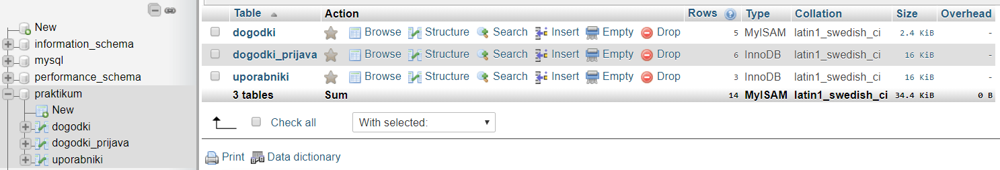 New
information_schema
mysql
performance_schema
praktikum
New
dogodki
dogodki_prijava
uporabniki
Table Action Rows Type Collation Size Overhead
dogodki Browse Structure Search Insert Empty Drop 5 MyISAM latin1_swedish_ci 2.4 KiB -
dogodki_prijava Browse Structure Search Insert Empty Drop 6 InnoDB latin1_swedish_ci 16 KiB -
uporabniki Browse Structure Search Insert Empty Drop 3 InnoDB latin1_swedish_ci 16 KiB -
3 tables Sum 14 MyISAM latin1_swedish_ci 34.4 KiB 0 B
Check all With selected:
Print Data dictionary